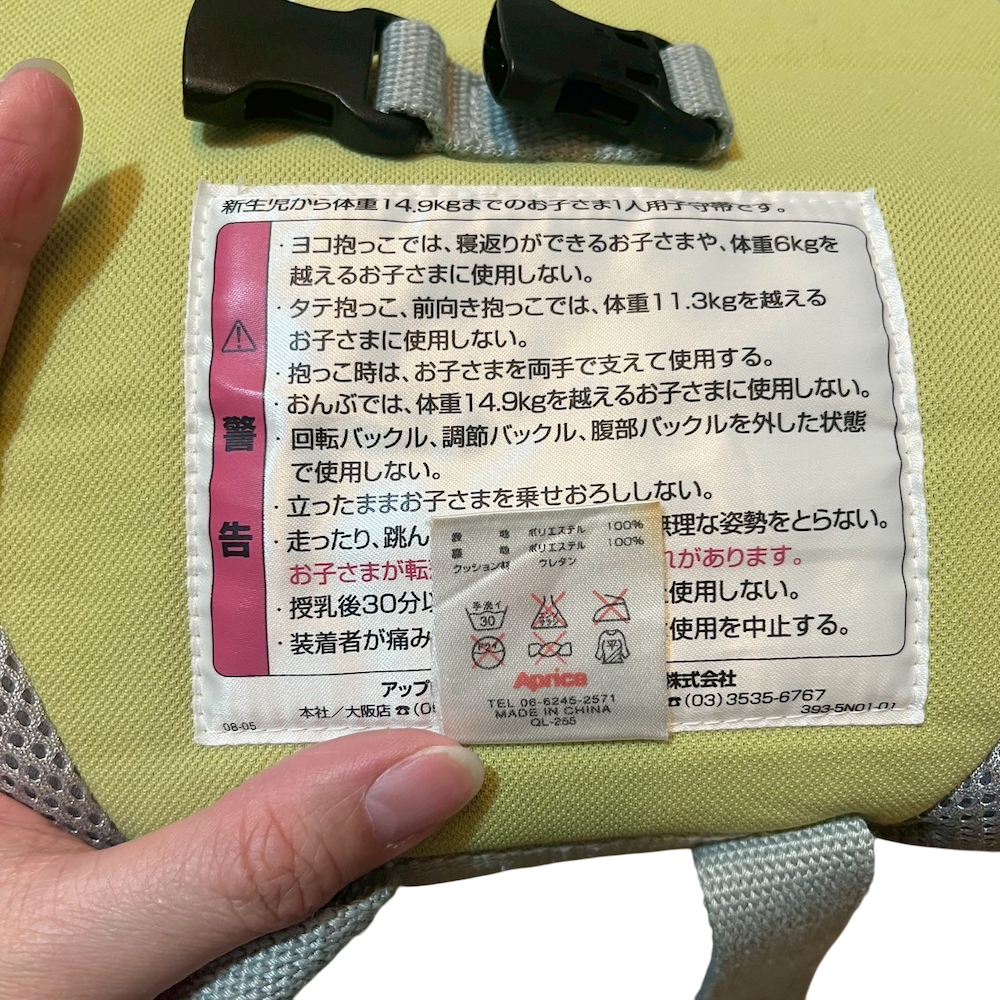 新生児から体重14.9kgまでのお子さま1人用子守帯です。
警告
・ヨコ抱っこでは、寝返りができるお子さまや、体重6kgを
越えるお子さまに使用しない。
・タテ抱っこ、前向き抱っこでは、体重11.3kgを越える
お子さまに使用しない。
・抱っこ時は、お子さまを両手で支えて使用する。
・おんぶでは、体重14.9kgを越えるお子さまに使用しない。
・回転バックル、調節バックル、腹部バックルを外した状態
で使用しない。
・立ったままお子さまを乗せおろししない。
・走ったり、跳ん 無理な姿勢をとらない。
お子さまが転 れがあります。
・授乳後30分以 使用しない。
・装着者が痛み 使用を中止する。
アップ 株式会社
本社/大阪店☎(0 ☎(03)3535-6767
08-05
393-5N01-01
表 地 ポリエステル 100%
裏 地 ポリエステル 100%
クッション材 ウレタン
手洗イ
30
エンソ
サラシ
ドライ
平
Aprica
TEL 06-6245-2571
MADE IN CHINA
QL-255